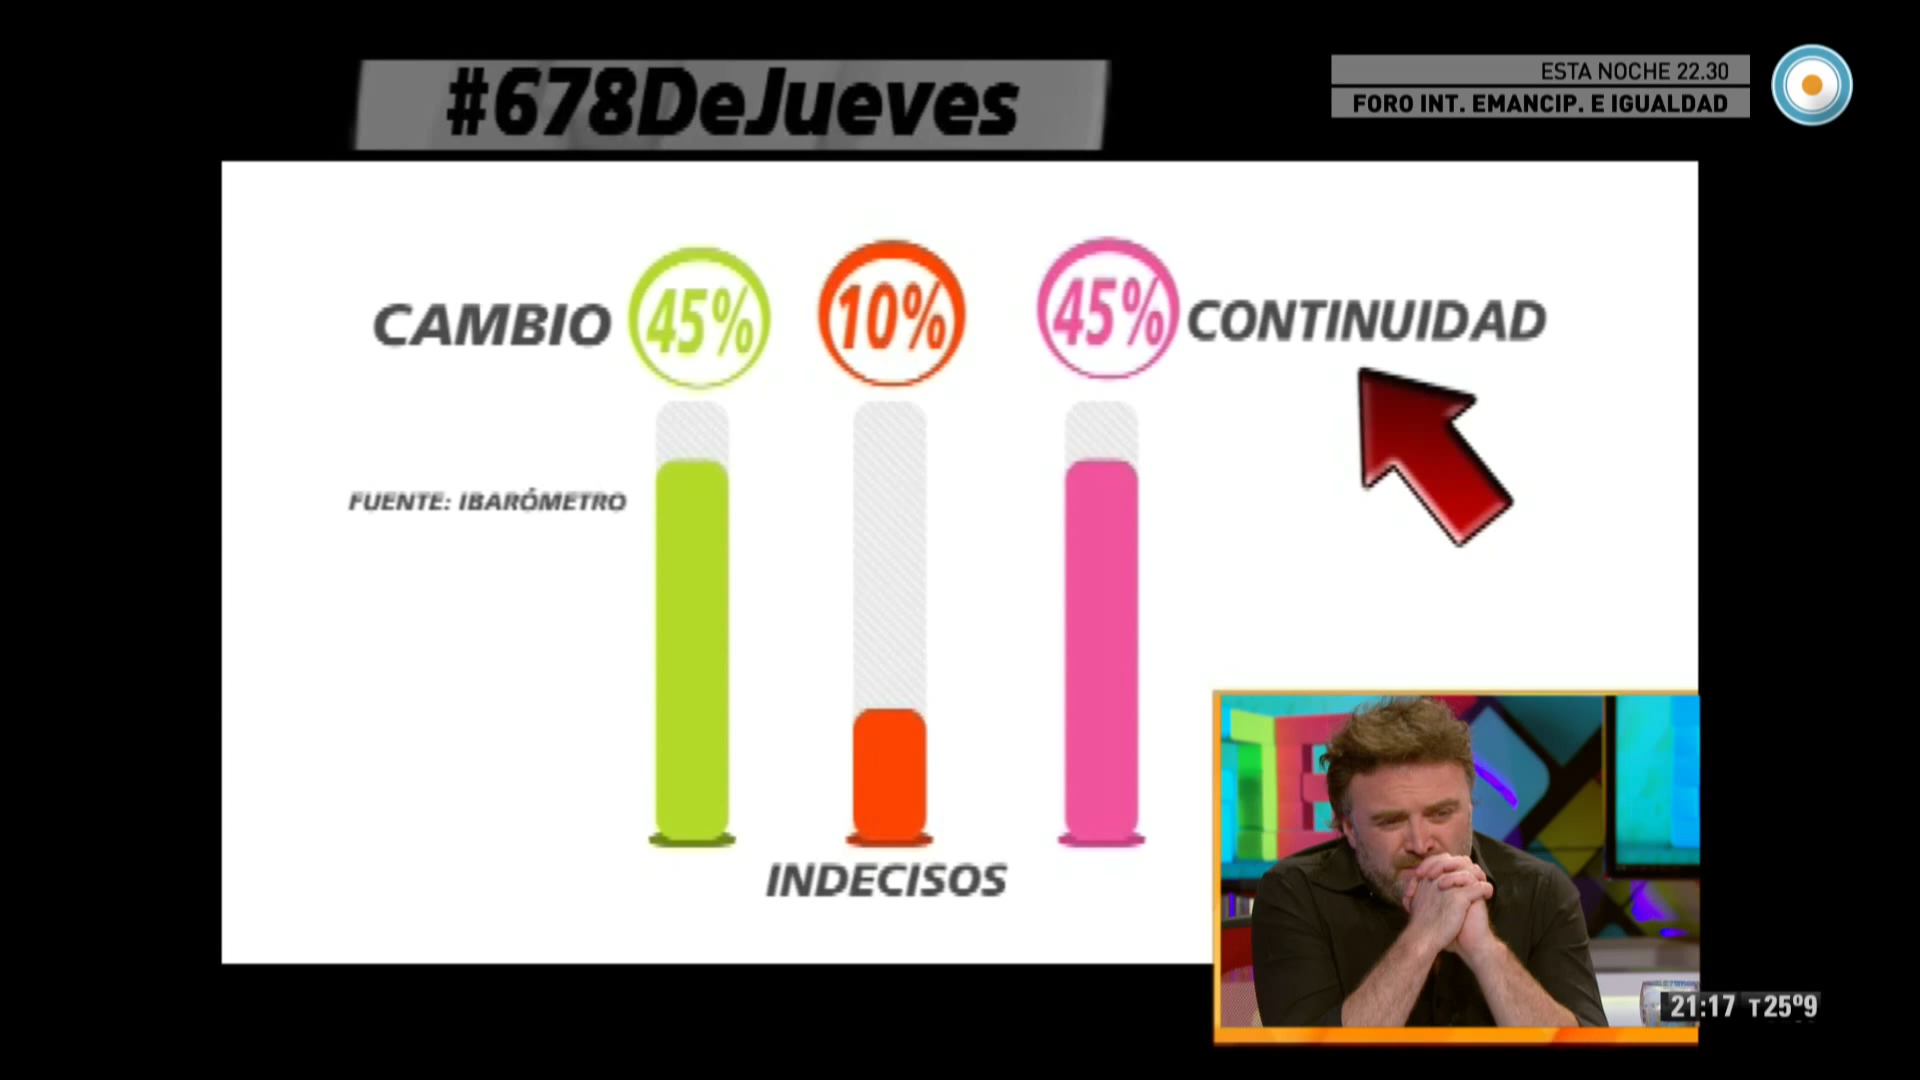 #678DeJueves
ESTA NOCHE 22.30
FORO INT. EMANCIP. E IGUALDAD
CAMBIO 45% 10% 45% CONTINUIDAD
FUENTE: IBARÓMETRO
INDECISOS
21:17 T25º9